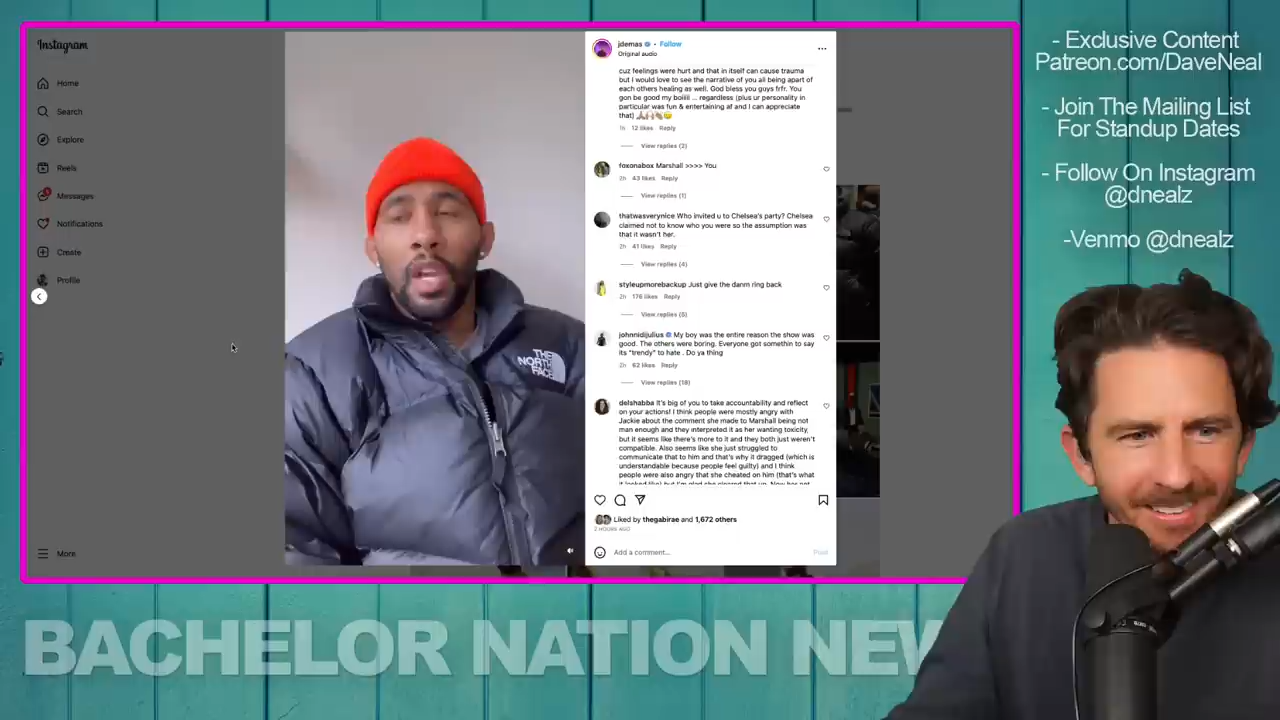 Instagram
Home
Search
Explore
Reels
Messages
Notifications
Create
Profile
More
THE
NORTH
FACE
jdemas • Follow
Original audio
cuz feelings were hurt and that in itself can cause trauma
but I would love to see the narrative of you all being apart of
each others healing as well. God bless you guys frfr. You
gon be good my boiiii ... regardless (plus ur personality in
particular was fun & entertaining af and I can appreciate
that)
1h 12 likes Reply
View replies (2)
foxonabox Marshall >>>> You
2h 43 likes Reply
View replies (1)
thatwasverynice Who invited u to Chelsea's party? Chelsea
claimed not to know who you were so the assumption was
that it wasn't her.
2h 41 likes Reply
View replies (4)
styleupmorebackup Just give the danm ring back
2h 176 likes Reply
View replies (5)
johnnidijulius My boy was the entire reason the show was
good. The others were boring. Everyone got somethin to say
its "trendy" to hate . Do ya thing
2h 62 likes Reply
View replies (18)
delshabba It's big of you to take accountability and reflect
on your actions! I think people were mostly angry with
Jackie about the comment she made to Marshall being not
man enough and they interpreted it as her wanting toxicity,
but it seems like there's more to it and they both just weren't
compatible. Also seems like she just struggled to
communicate that to him and that's why it dragged (which is
understandable because people feel guilty) and I think
people were also angry that she cheated on him (that's what
Liked by thegabirae and 1,672 others
2 HOURS AGO
Add a comment...
Post
- Exclusive Content
Patreon.com/DaveNeal
- Join The Mailing List
For Standup Dates
- Follow On Instagram
@dnealz
-Venmo @dnealz
BACHELOR NATION NEW